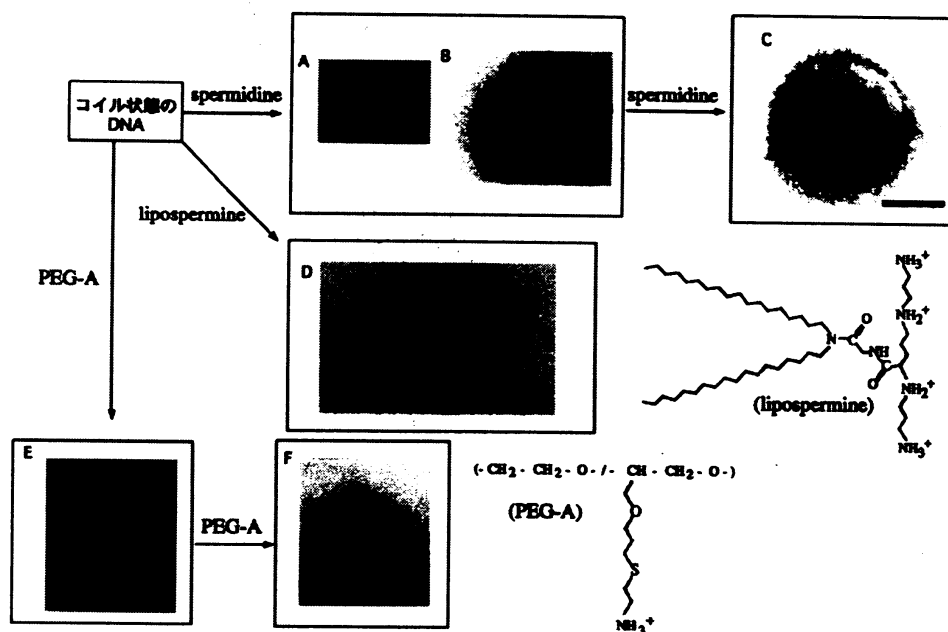 A
B
C
コイル状態の
DNA
spermidine
spermidine
lipospermine
PEG-A
D
NH₃⁺
NH₂⁺
O
N
C
NH
C
O
NH₂⁺
(lipospermine)
NH₃⁺
E
F
PEG-A
(- CH₂ - CH₂ - O - / - CH - CH₂ - O - )
(PEG-A)
O
S
NH₃⁺